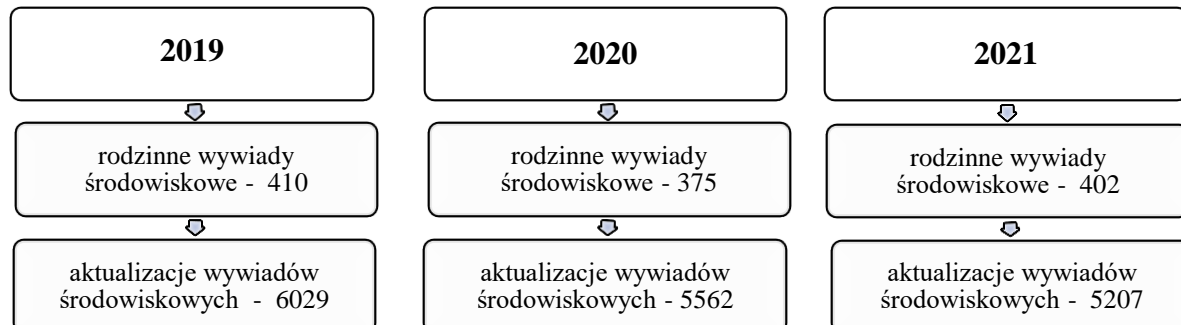 2019
rodzinne wywiady
środowiskowe - 410
aktualizacje wywiadów
środowiskowych - 6029
2020
rodzinne wywiady
środowiskowe - 375
aktualizacje wywiadów
środowiskowych - 5562
2021
rodzinne wywiady
środowiskowe - 402
aktualizacje wywiadów
środowiskowych - 5207